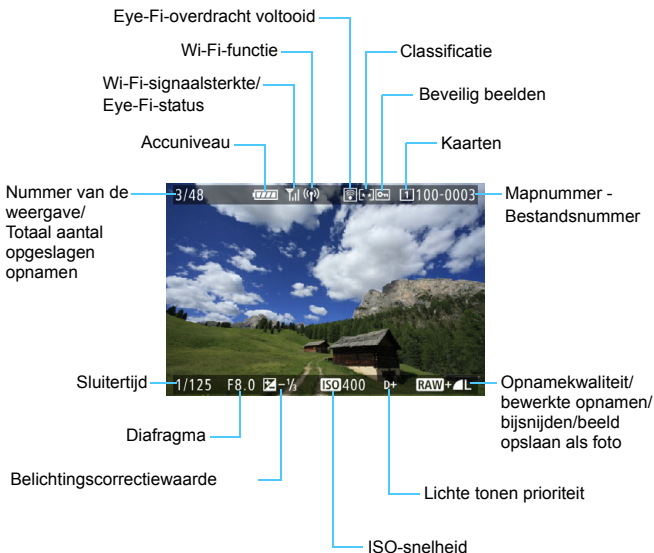 Eye-Fi-overdracht voltooid
Wi-Fi-functie
Classificatie
Wi-Fi-signaalsterkte/
Eye-Fi-status
Beveilig beelden
Accuniveau
Kaarten
Nummer van de
weergave/
Totaal aantal
opgeslagen
opnamen
3/48
1 100-0003
Mapnummer -
Bestandsnummer
Sluitertijd
1/125 F8.0 -⅓ ISO 400 D+ RAW+L
Opnamekwaliteit/
bewerkte opnamen/
bijsnijden/beeld
opslaan als foto
Diafragma
Belichtingscorrectiewaarde
Lichte tonen prioriteit
ISO-snelheid